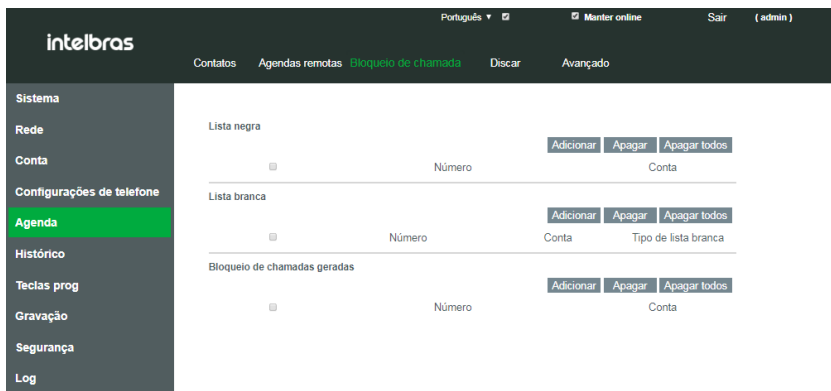 Português ▼ Manter online Sair ( admin )
intelbras
Contatos Agendas remotas Bloqueio de chamada Discar Avançado
Sistema
Rede
Conta
Configurações de telefone
Agenda
Histórico
Teclas prog
Gravação
Segurança
Log
Lista negra
Adicionar Apagar Apagar todos
Número Conta
Lista branca
Adicionar Apagar Apagar todos
Número Conta Tipo de lista branca
Bloqueio de chamadas geradas
Adicionar Apagar Apagar todos
Número Conta